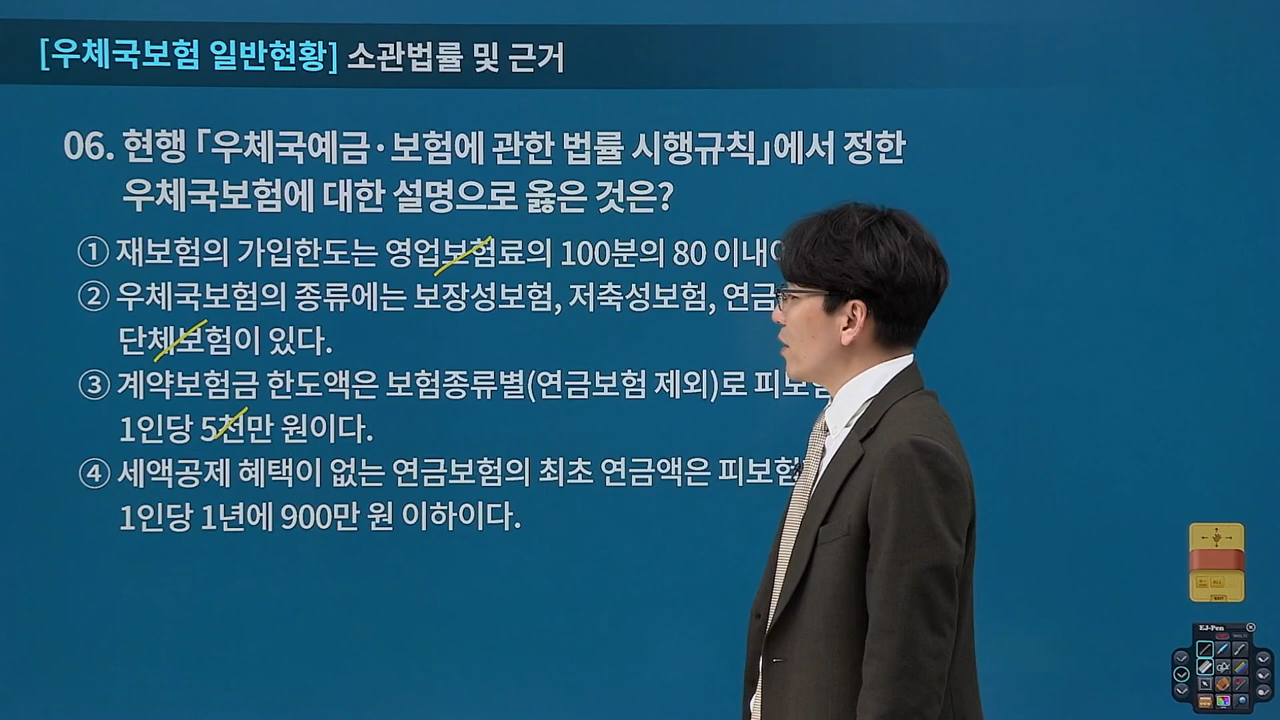 [우체국보험 일반현황] 소관법률 및 근거
06. 현행 「우체국예금·보험에 관한 법률 시행규칙」에서 정한
우체국보험에 대한 설명으로 옳은 것은?
① 재보험의 가입한도는 영업보험료의 100분의 80 이내
② 우체국보험의 종류에는 보장성보험, 저축성보험, 연금
단체보험이 있다.
③ 계약보험금 한도액은 보험종류별(연금보험 제외)로 피보험
1인당 5천만 원이다.
④ 세액공제 혜택이 없는 연금보험의 최초 연금액은 피보험
1인당 1년에 900만 원 이하이다.
EJ-Pen